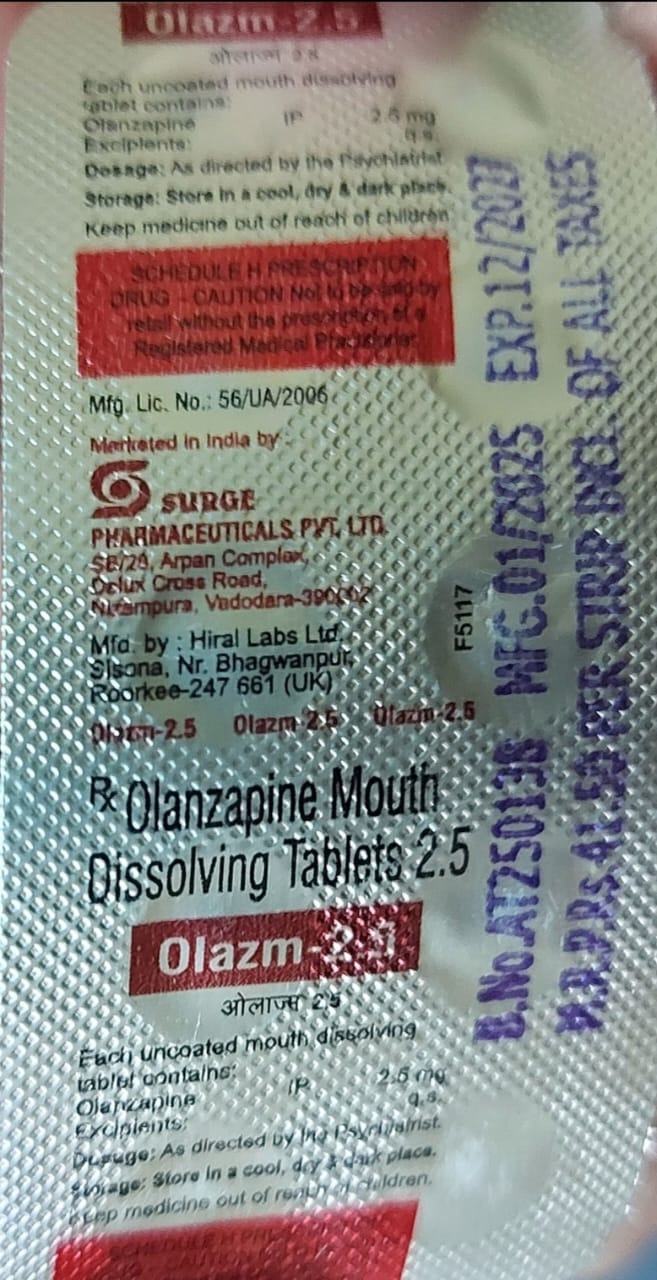 Olazm-2.5
ओलाज्म 2.5
Each uncoated mouth dissolving
tablet contains:
Olanzapine IP 2.5 mg
Excipients: q.s.
Dosage: As directed by the Psychiatrist.
Storage: Store in a cool, dry & dark place.
Keep medicine out of reach of children.
SCHEDULE H PRESCRIPTION
DRUG - CAUTION Not to be sold by
retail without the prescription of a
Registered Medical Practitioner.
Mfg. Lic. No.: 56/UA/2006
Marketed in India by :
SURGE
PHARMACEUTICALS PVT. LTD.
SB/20, Arpan Complex,
Delux Cross Road,
Nizampura, Vadodara-390002
Mfd. by : Hiral Labs Ltd.
Sisona, Nr. Bhagwanpur,
Roorkee-247 661 (UK)
Olazm-2.5 Olazm-2.5 Olazm-2.5
Rx Olanzapine Mouth
Dissolving Tablets 2.5
Olazm-2.5
ओलाज्म 2.5
Each uncoated mouth dissolving
tablet contains:
Olanzapine IP 2.5 mg
Excipients: q.s.
Dosage: As directed by the Psychiatrist.
Storage: Store in a cool, dry & dark place.
Keep medicine out of reach of children.
SCHEDULE H
CAUTION
F5117
B.No.AT250138 MFG.01/2025 EXP.12/2027
M.R.P.Rs.41.50 PER STRIP INCL. OF ALL TAXES